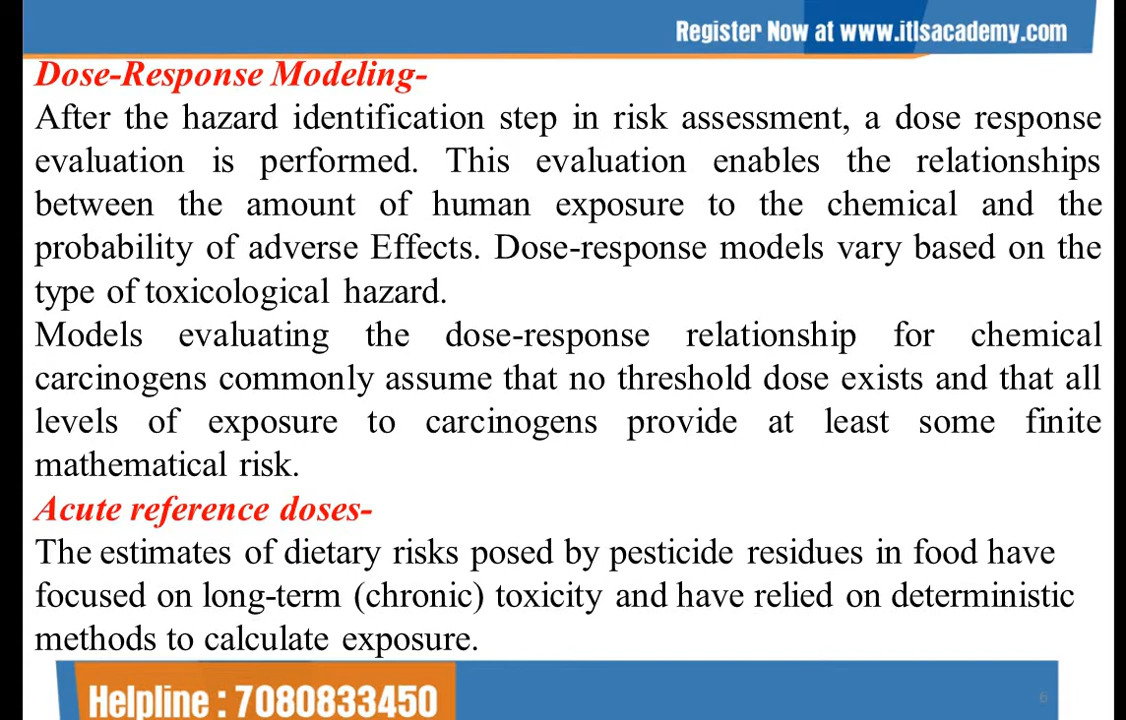 Register Now at www.itlsacademy.com
Dose-Response Modeling-
After the hazard identification step in risk assessment, a dose response
evaluation is performed. This evaluation enables the relationships
between the amount of human exposure to the chemical and the
probability of adverse Effects. Dose-response models vary based on the
type of toxicological hazard.
Models evaluating the dose-response relationship for chemical
carcinogens commonly assume that no threshold dose exists and that all
levels of exposure to carcinogens provide at least some finite
mathematical risk.
Acute reference doses-
The estimates of dietary risks posed by pesticide residues in food have
focused on long-term (chronic) toxicity and have relied on deterministic
methods to calculate exposure.
Helpline : 7080833450
6